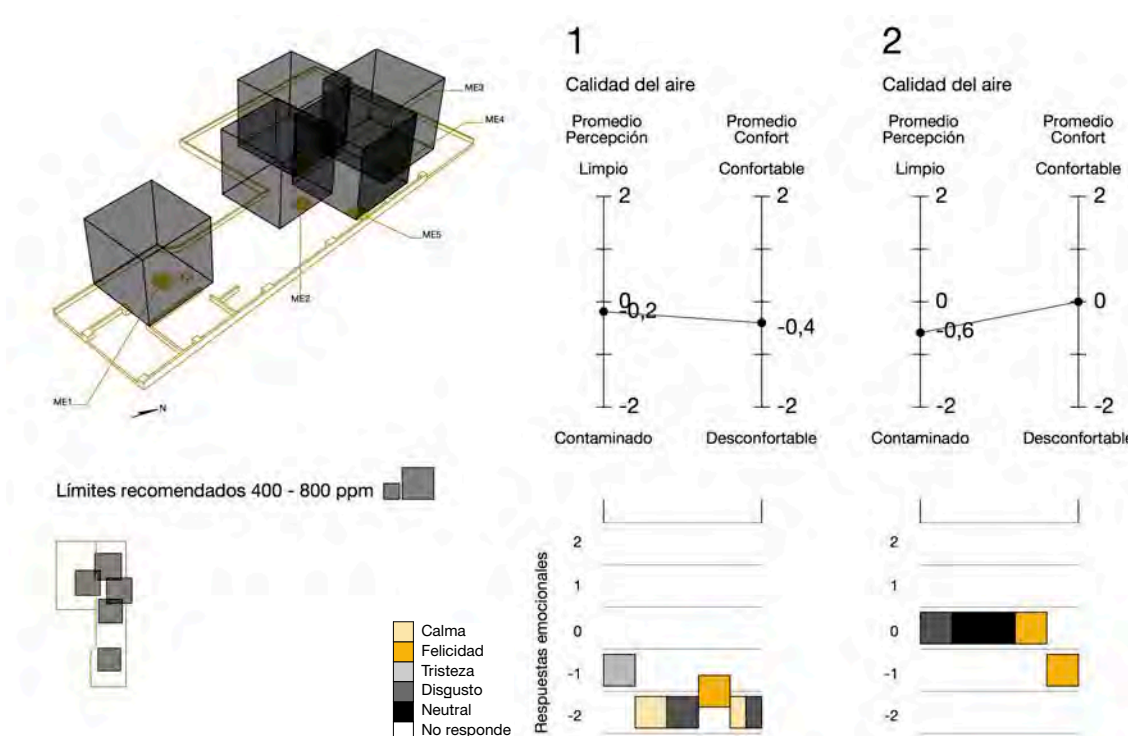 ME3
ME4
ME5
ME2
ME1
N
Límites recomendados 400 - 800 ppm
1
Calidad del aire
Promedio
Percepción
Promedio
Confort
Limpio
Confortable
2
2
0
-0,2
-0,4
-2
-2
Contaminado
Desconfortable
2
Calidad del aire
Promedio
Percepción
Promedio
Confort
Limpio
Confortable
2
2
0
0
-0,6
-2
-2
Contaminado
Desconfortable
Calma
Felicidad
Tristeza
Disgusto
Neutral
No responde
Respuestas emocionales
2
1
0
-1
-2
2
1
0
-1
-2